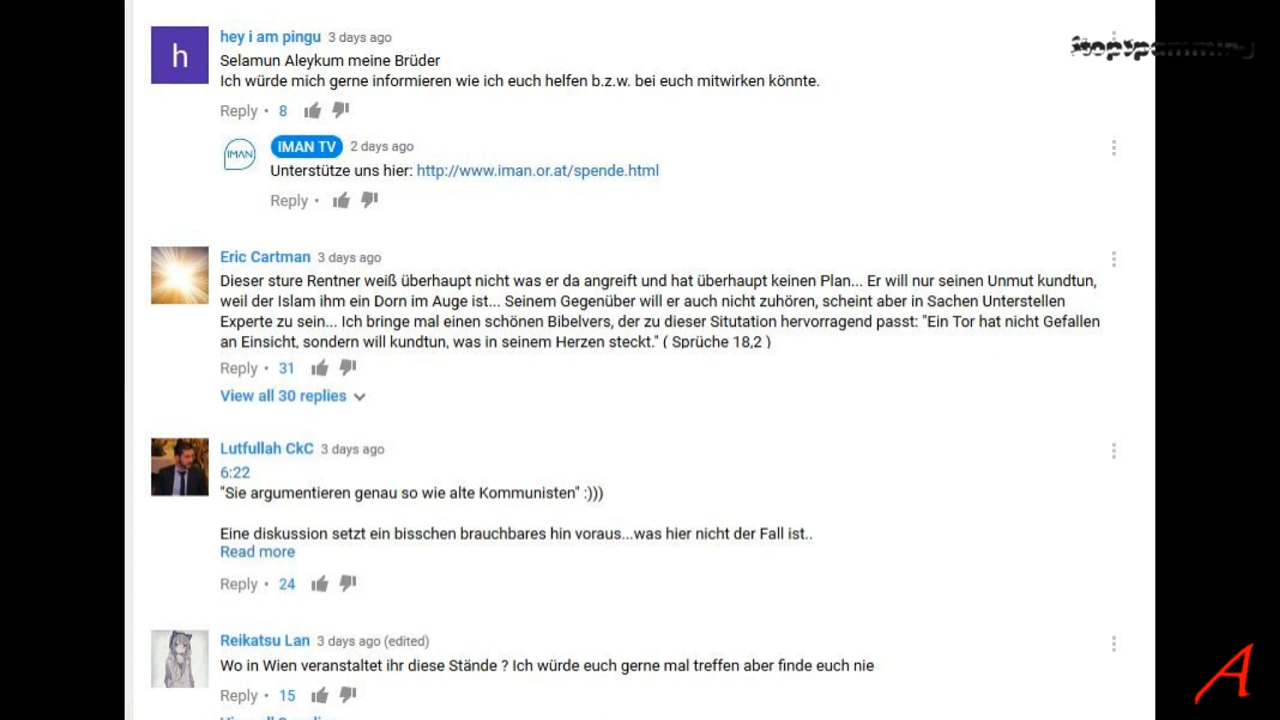 h
hey i am pingu 3 days ago
Selamun Aleykum meine Brüder
Ich würde mich gerne informieren wie ich euch helfen b.z.w. bei euch mitwirken könnte.
Reply • 8
IMAN
IMAN TV 2 days ago
Unterstütze uns hier: http://www.iman.or.at/spende.html
Reply •
Eric Cartman 3 days ago
Dieser sture Rentner weiß überhaupt nicht was er da angreift und hat überhaupt keinen Plan... Er will nur seinen Unmut kundtun,
weil der Islam ihm ein Dorn im Auge ist... Seinem Gegenüber will er auch nicht zuhören, scheint aber in Sachen Unterstellen
Experte zu sein... Ich bringe mal einen schönen Bibelvers, der zu dieser Situtation hervorragend passt: "Ein Tor hat nicht Gefallen
an Einsicht, sondern will kundtun, was in seinem Herzen steckt." ( Sprüche 18,2 )
Reply • 31
View all 30 replies
Lutfullah CkC 3 days ago
6:22
"Sie argumentieren genau so wie alte Kommunisten" :)))
Eine diskussion setzt ein bisschen brauchbares hin voraus...was hier nicht der Fall ist..
Read more
Reply • 24
Reikatsu Lan 3 days ago (edited)
Wo in Wien veranstaltet ihr diese Stände ? Ich würde euch gerne mal treffen aber finde euch nie
Reply • 15
A